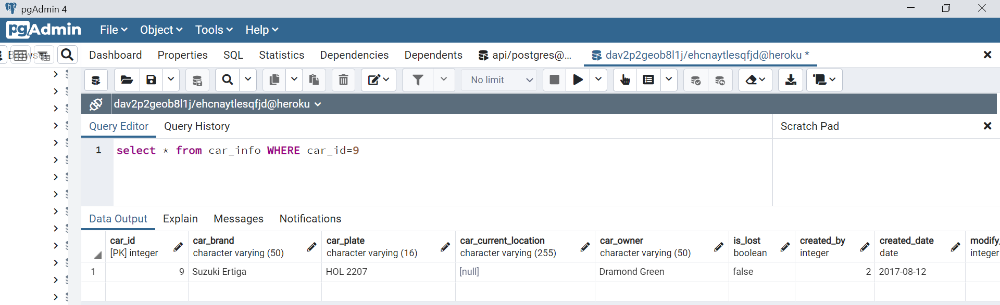 pgAdmin 4
pgAdmin File Object Tools Help
Dashboard Properties SQL Statistics Dependencies Dependents api/postgres@... dav2p2geob8l1j/ehcnaytlesqfjd@heroku *
No limit
dav2p2geob8l1j/ehcnaytlesqfjd@heroku
Query Editor Query History Scratch Pad
1 select * from car_info WHERE car_id=9
Data Output Explain Messages Notifications
car_id car_brand car_plate car_current_location car_owner is_lost created_by created_date modify_
[PK] integer character varying (50) character varying (16) character varying (255) character varying (50) boolean integer date integer
1 9 Suzuki Ertiga HOL 2207 [null] Dramond Green false 2 2017-08-12